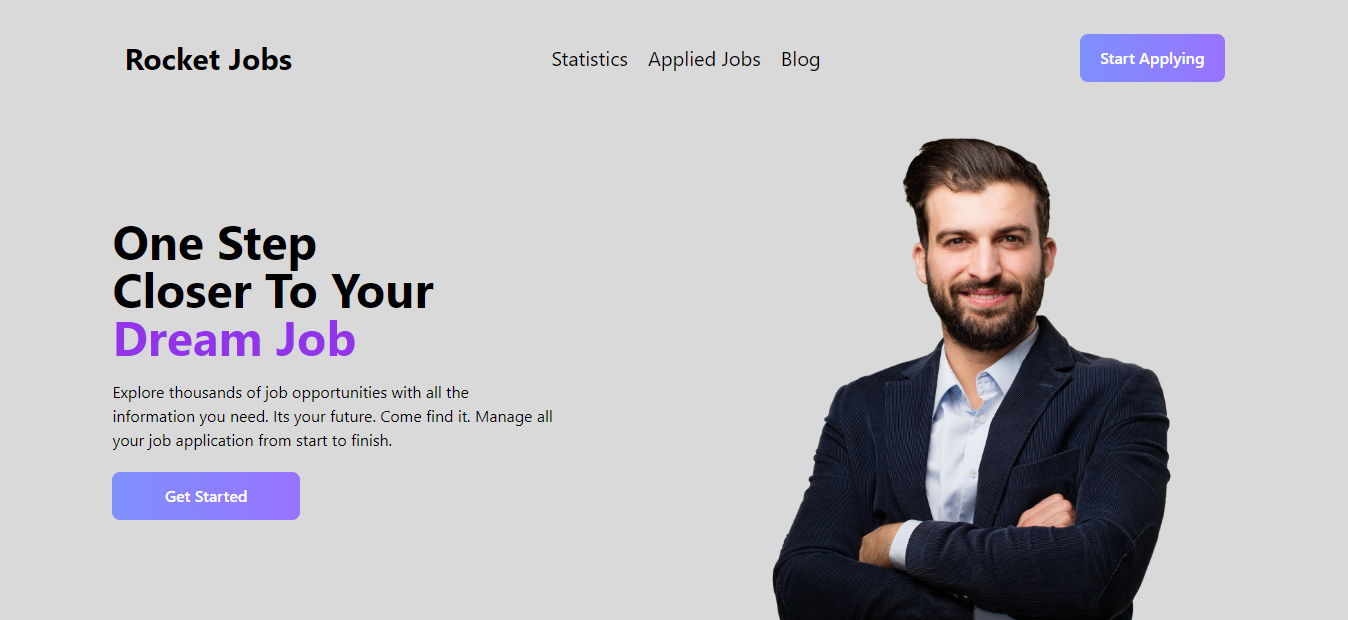 Rocket Jobs
Statistics Applied Jobs Blog
Start Applying
One Step
Closer To Your
Dream Job
Explore thousands of job opportunities with all the
information you need. Its your future. Come find it. Manage all
your job application from start to finish.
Get Started